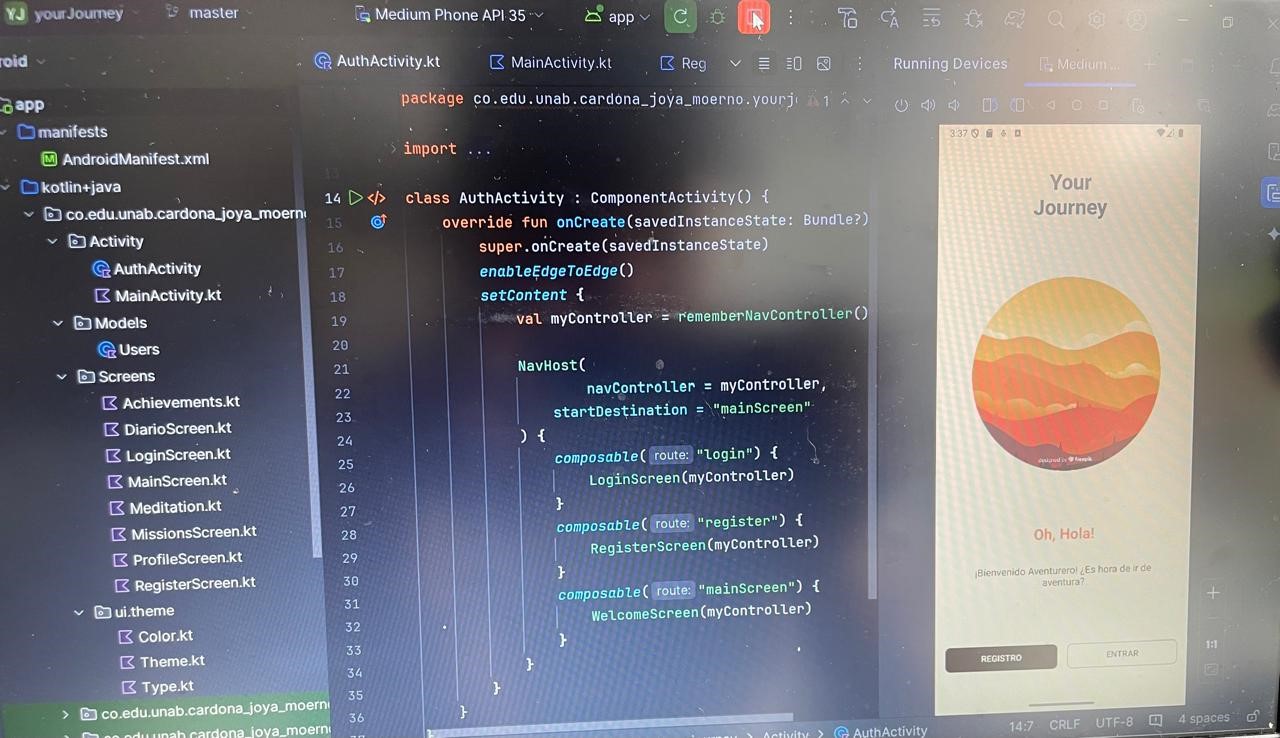 YJ yourJourney master Medium Phone API 35 app
roid AuthActivity.kt MainActivity.kt Reg Running Devices Medium ...
app
manifests
AndroidManifest.xml
kotlin+java
co.edu.unab.cardona_joya_moern
Activity
AuthActivity
MainActivity.kt
Models
Users
Screens
Achievements.kt
DiarioScreen.kt
LoginScreen.kt
MainScreen.kt
Meditation.kt
MissionsScreen.kt
ProfileScreen.kt
RegisterScreen.kt
ui.theme
Color.kt
Theme.kt
Type.kt
co.edu.unab.cardona_joya_moern
co.edu.unab.cardona_joya_moern
package co.edu.unab.cardona_joya_moerno.yourj 1
import ...
13
14 class AuthActivity : ComponentActivity() {
15 override fun onCreate(savedInstanceState: Bundle?)
16 super.onCreate(savedInstanceState)
17 enableEdgeToEdge()
18 setContent {
19 val myController = rememberNavController()
20
21 NavHost(
22 navController = myController,
23 startDestination = "mainScreen"
24 ) {
25 composable( route: "login") {
26 LoginScreen(myController)
27 }
28 composable( route: "register") {
29 RegisterScreen(myController)
30 }
31 composable( route: "mainScreen") {
32 WelcomeScreen(myController)
33 }
34 }
35 }
36 }
}
3:37
Your
Journey
designed by freepik
Oh, Hola!
¡Bienvenido Aventurero! ¿Es hora de ir de
aventura?
REGISTRO ENTRAR
1:1
Activity AuthActivity 14:7 CRLF UTF-8 4 spaces